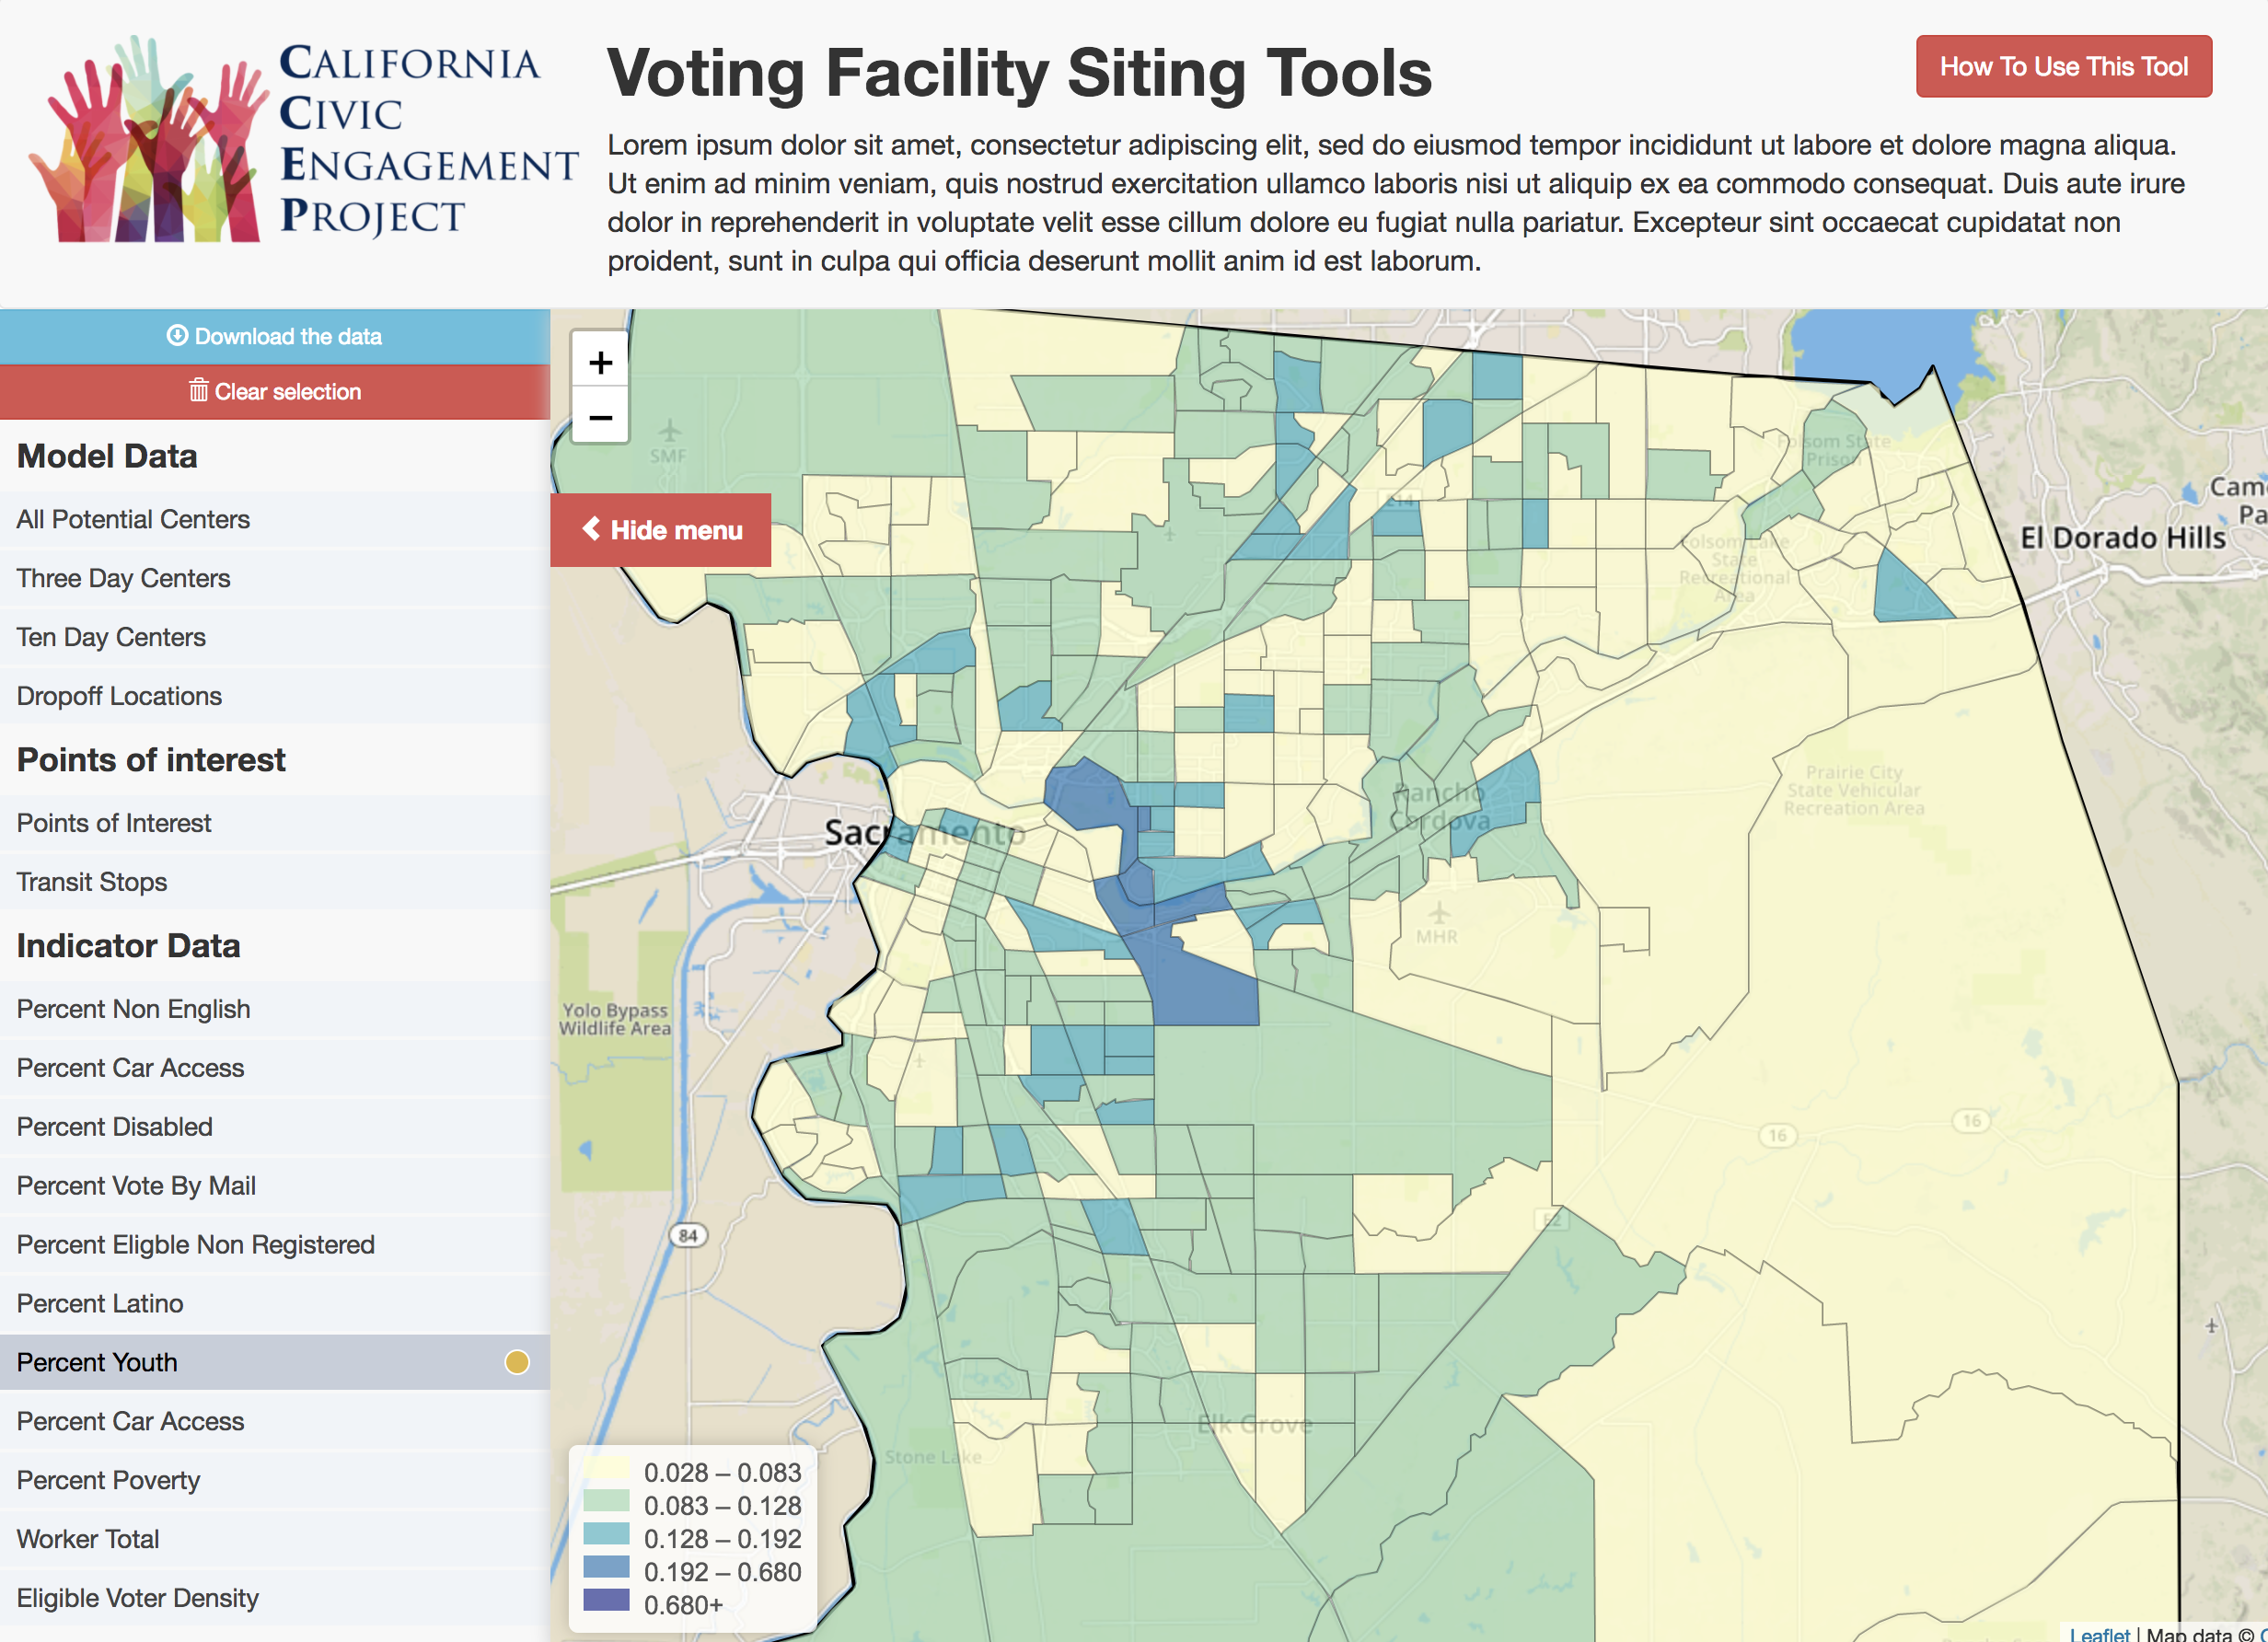 CALIFORNIA
CIVIC
ENGAGEMENT
PROJECT
Voting Facility Siting Tools
How To Use This Tool
Lorem ipsum dolor sit amet, consectetur adipiscing elit, sed do eiusmod tempor incididunt ut labore et dolore magna aliqua.
Ut enim ad minim veniam, quis nostrud exercitation ullamco laboris nisi ut aliquip ex ea commodo consequat. Duis aute irure
dolor in reprehenderit in voluptate velit esse cillum dolore eu fugiat nulla pariatur. Excepteur sint occaecat cupidatat non
proident, sunt in culpa qui officia deserunt mollit anim id est laborum.
Download the data
Clear selection
Model Data
All Potential Centers
Three Day Centers
Ten Day Centers
Dropoff Locations
Points of interest
Points of Interest
Transit Stops
Indicator Data
Percent Non English
Percent Car Access
Percent Disabled
Percent Vote By Mail
Percent Eligble Non Registered
Percent Latino
Percent Youth
Percent Car Access
Percent Poverty
Worker Total
Eligible Voter Density
+
−
Hide menu
SMF
E14
Folsom State
Prison
Folsom Lake
State
Recreational
Area
El Dorado Hills
Cam
Pa
Sacramento
Rancho
Cordova
Prairie City
State Vehicular
Recreation Area
MHR
Yolo Bypass
Wildlife Area
16
16
84
E2
Elk Grove
Stone Lake
0.028 – 0.083
0.083 – 0.128
0.128 – 0.192
0.192 – 0.680
0.680+
Leaflet | Map data ©